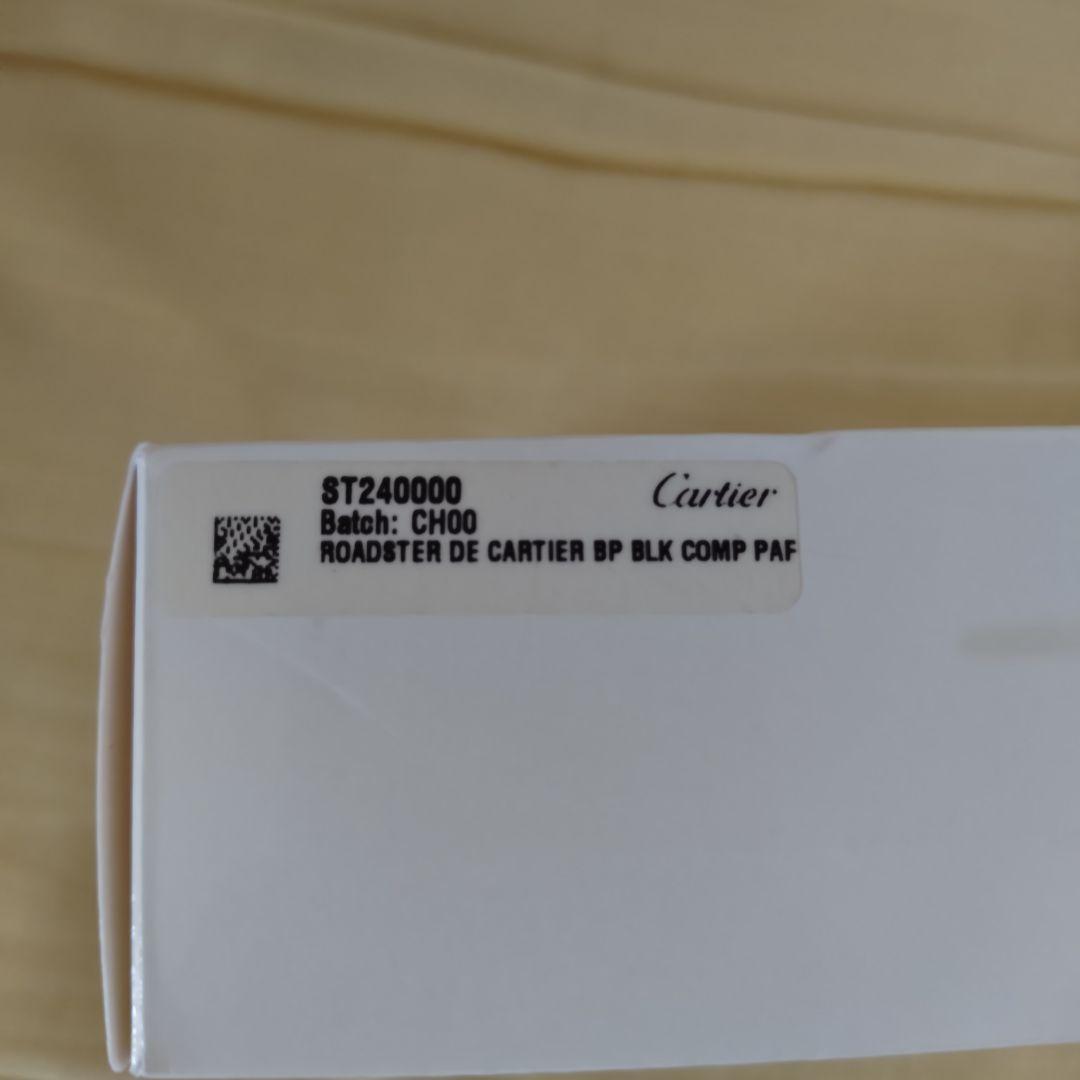 ST240000
Cartier
Batch: CH00
ROADSTER DE CARTIER BP BLK COMP PAF